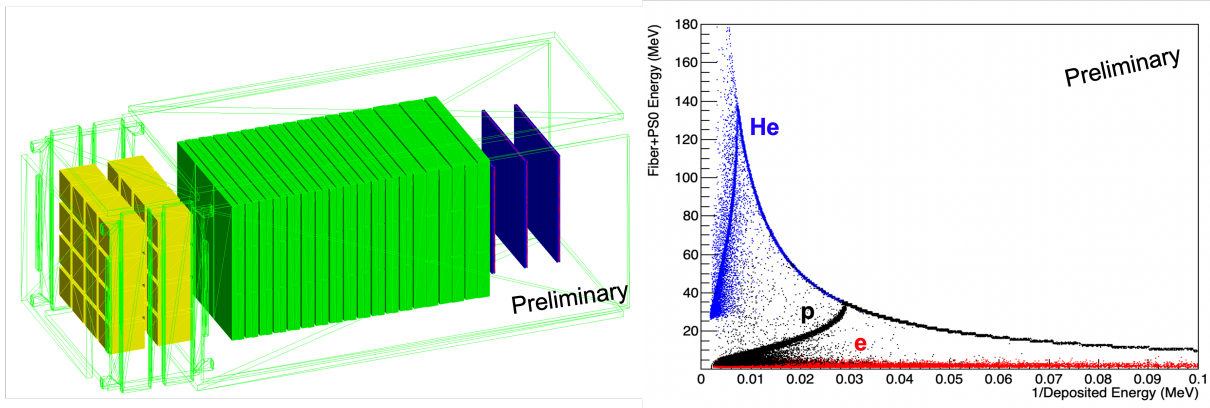 Preliminary
180
160
140
120
100
80
60
40
20
Fiber+PS0 Energy (MeV)
Preliminary
He
p
e
0 0.01 0.02 0.03 0.04 0.05 0.06 0.07 0.08 0.09 0.1
1/Deposited Energy (MeV)